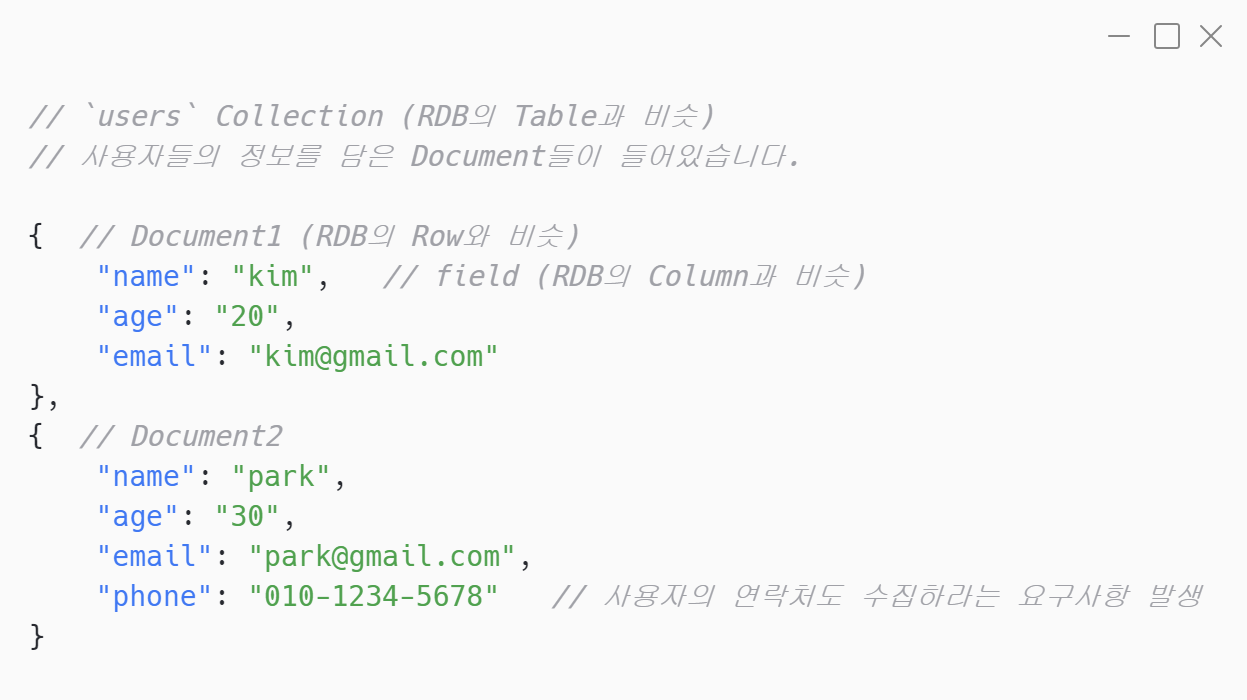 // `users` Collection (RDB의 Table과 비슷)
// 사용자들의 정보를 담은 Document들이 들어있습니다.
{  // Document1 (RDB의 Row와 비슷)
    "name": "kim",   // field (RDB의 Column과 비슷)
    "age": "20",
    "email": "kim@gmail.com"
},
{  // Document2
    "name": "park",
    "age": "30",
    "email": "park@gmail.com",
    "phone": "010-1234-5678"   // 사용자의 연락처도 수집하라는 요구사항 발생
}